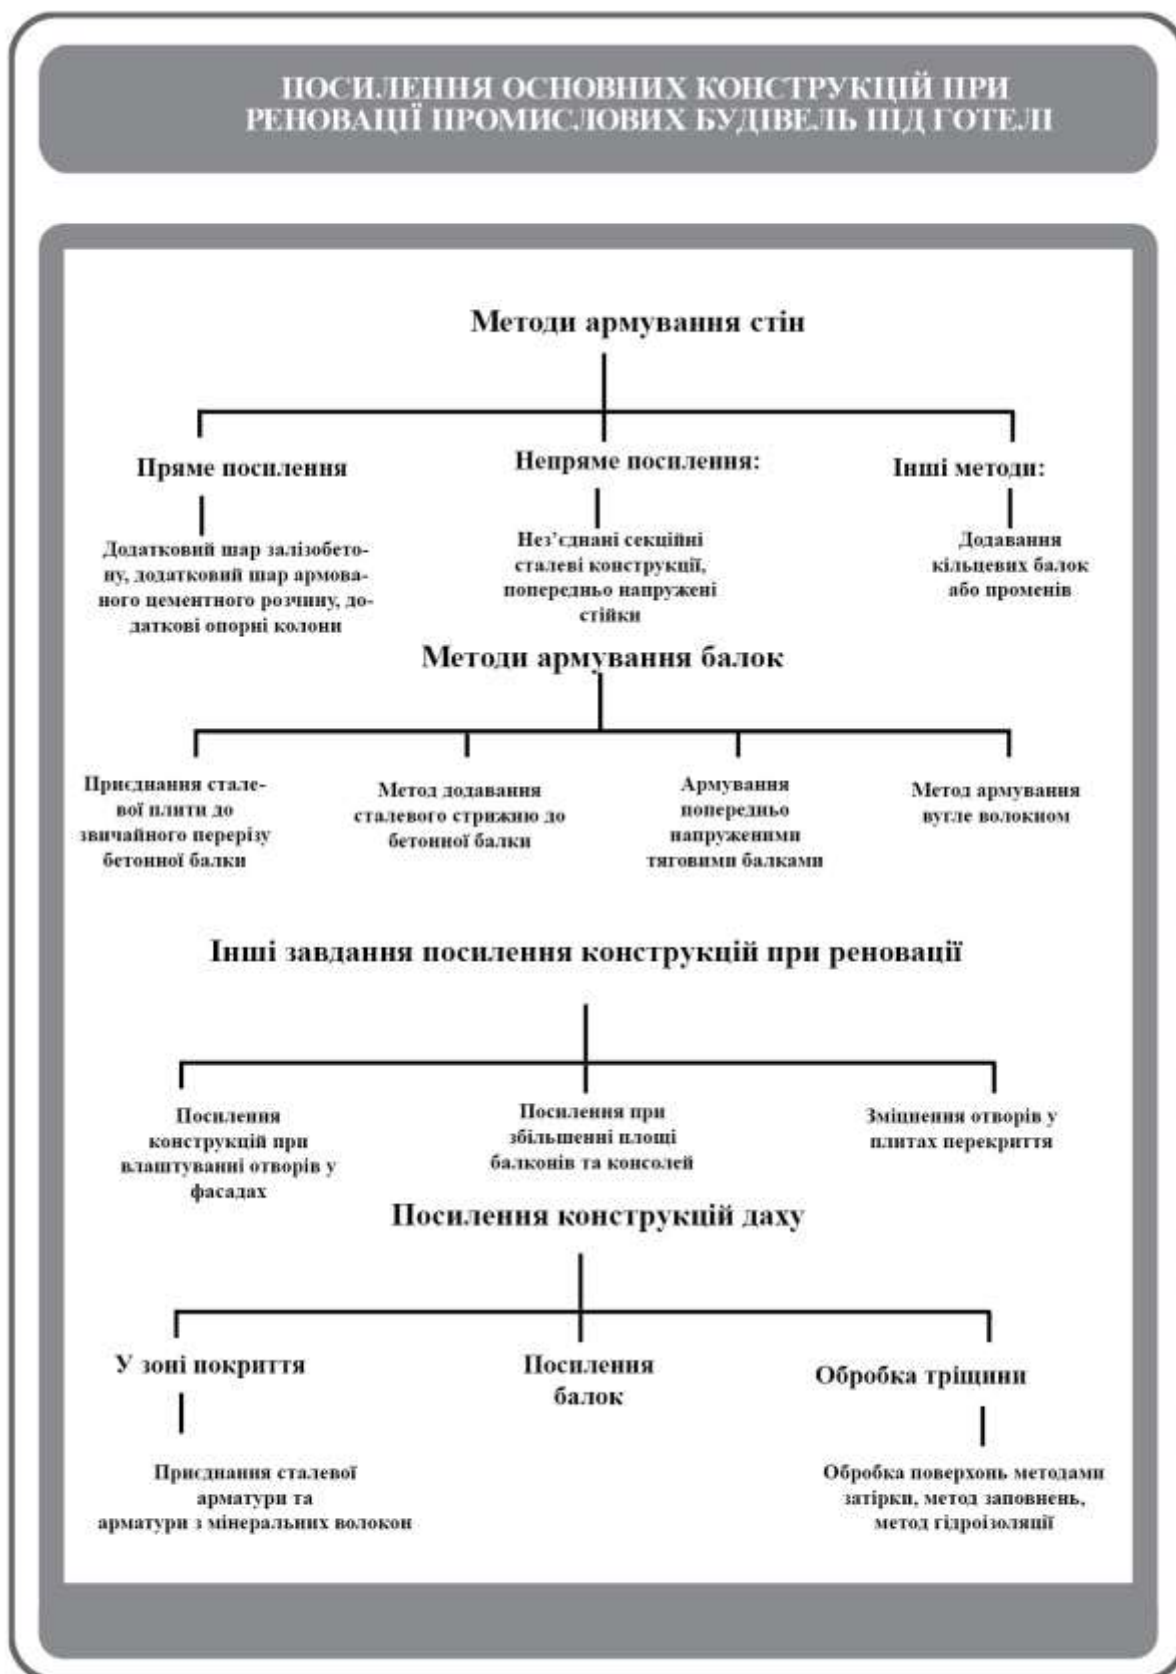 ПОСИЛЕННЯ ОСНОВНИХ КОНСТРУКЦІЙ ПРИ
РЕНОВАЦІЇ ПРОМИСЛОВИХ БУДІВЕЛЬ ПІД ГОТЕЛІ
Методи армування стін
Пряме посилення
Додатковий шар залізобето-
ну, додатковий шар армова-
ного цементного розчину, до-
даткові опорні колони
Непряме посилення:
Нез’єднані секційні
сталеві конструкції,
попередньо напружені
стійки
Інші методи:
Додавання
кільцевих балок
або променів
Методи армування балок
Приєднання стале-
вої плити до
звичайного перерізу
бетонної балки
Метод додавання
сталевого стрижню до
бетонної балки
Армування
попередньо
напруженими
тяговими балками
Метод армування
вугле волокном
Інші завдання посилення конструкцій при реновації
Посилення
конструкцій при
влаштуванні отворів у
фасадах
Посилення при
збільшенні площі
балконів та консолей
Зміцнення отворів у
плитах перекриття
Посилення конструкцій даху
У зоні покриття
Приєднання сталевої
арматури та
арматури з мінеральних волокон
Посилення
балок
Обробка тріщини
Обробка поверхонь методами
затірки, метод заповнень,
метод гідроізоляції